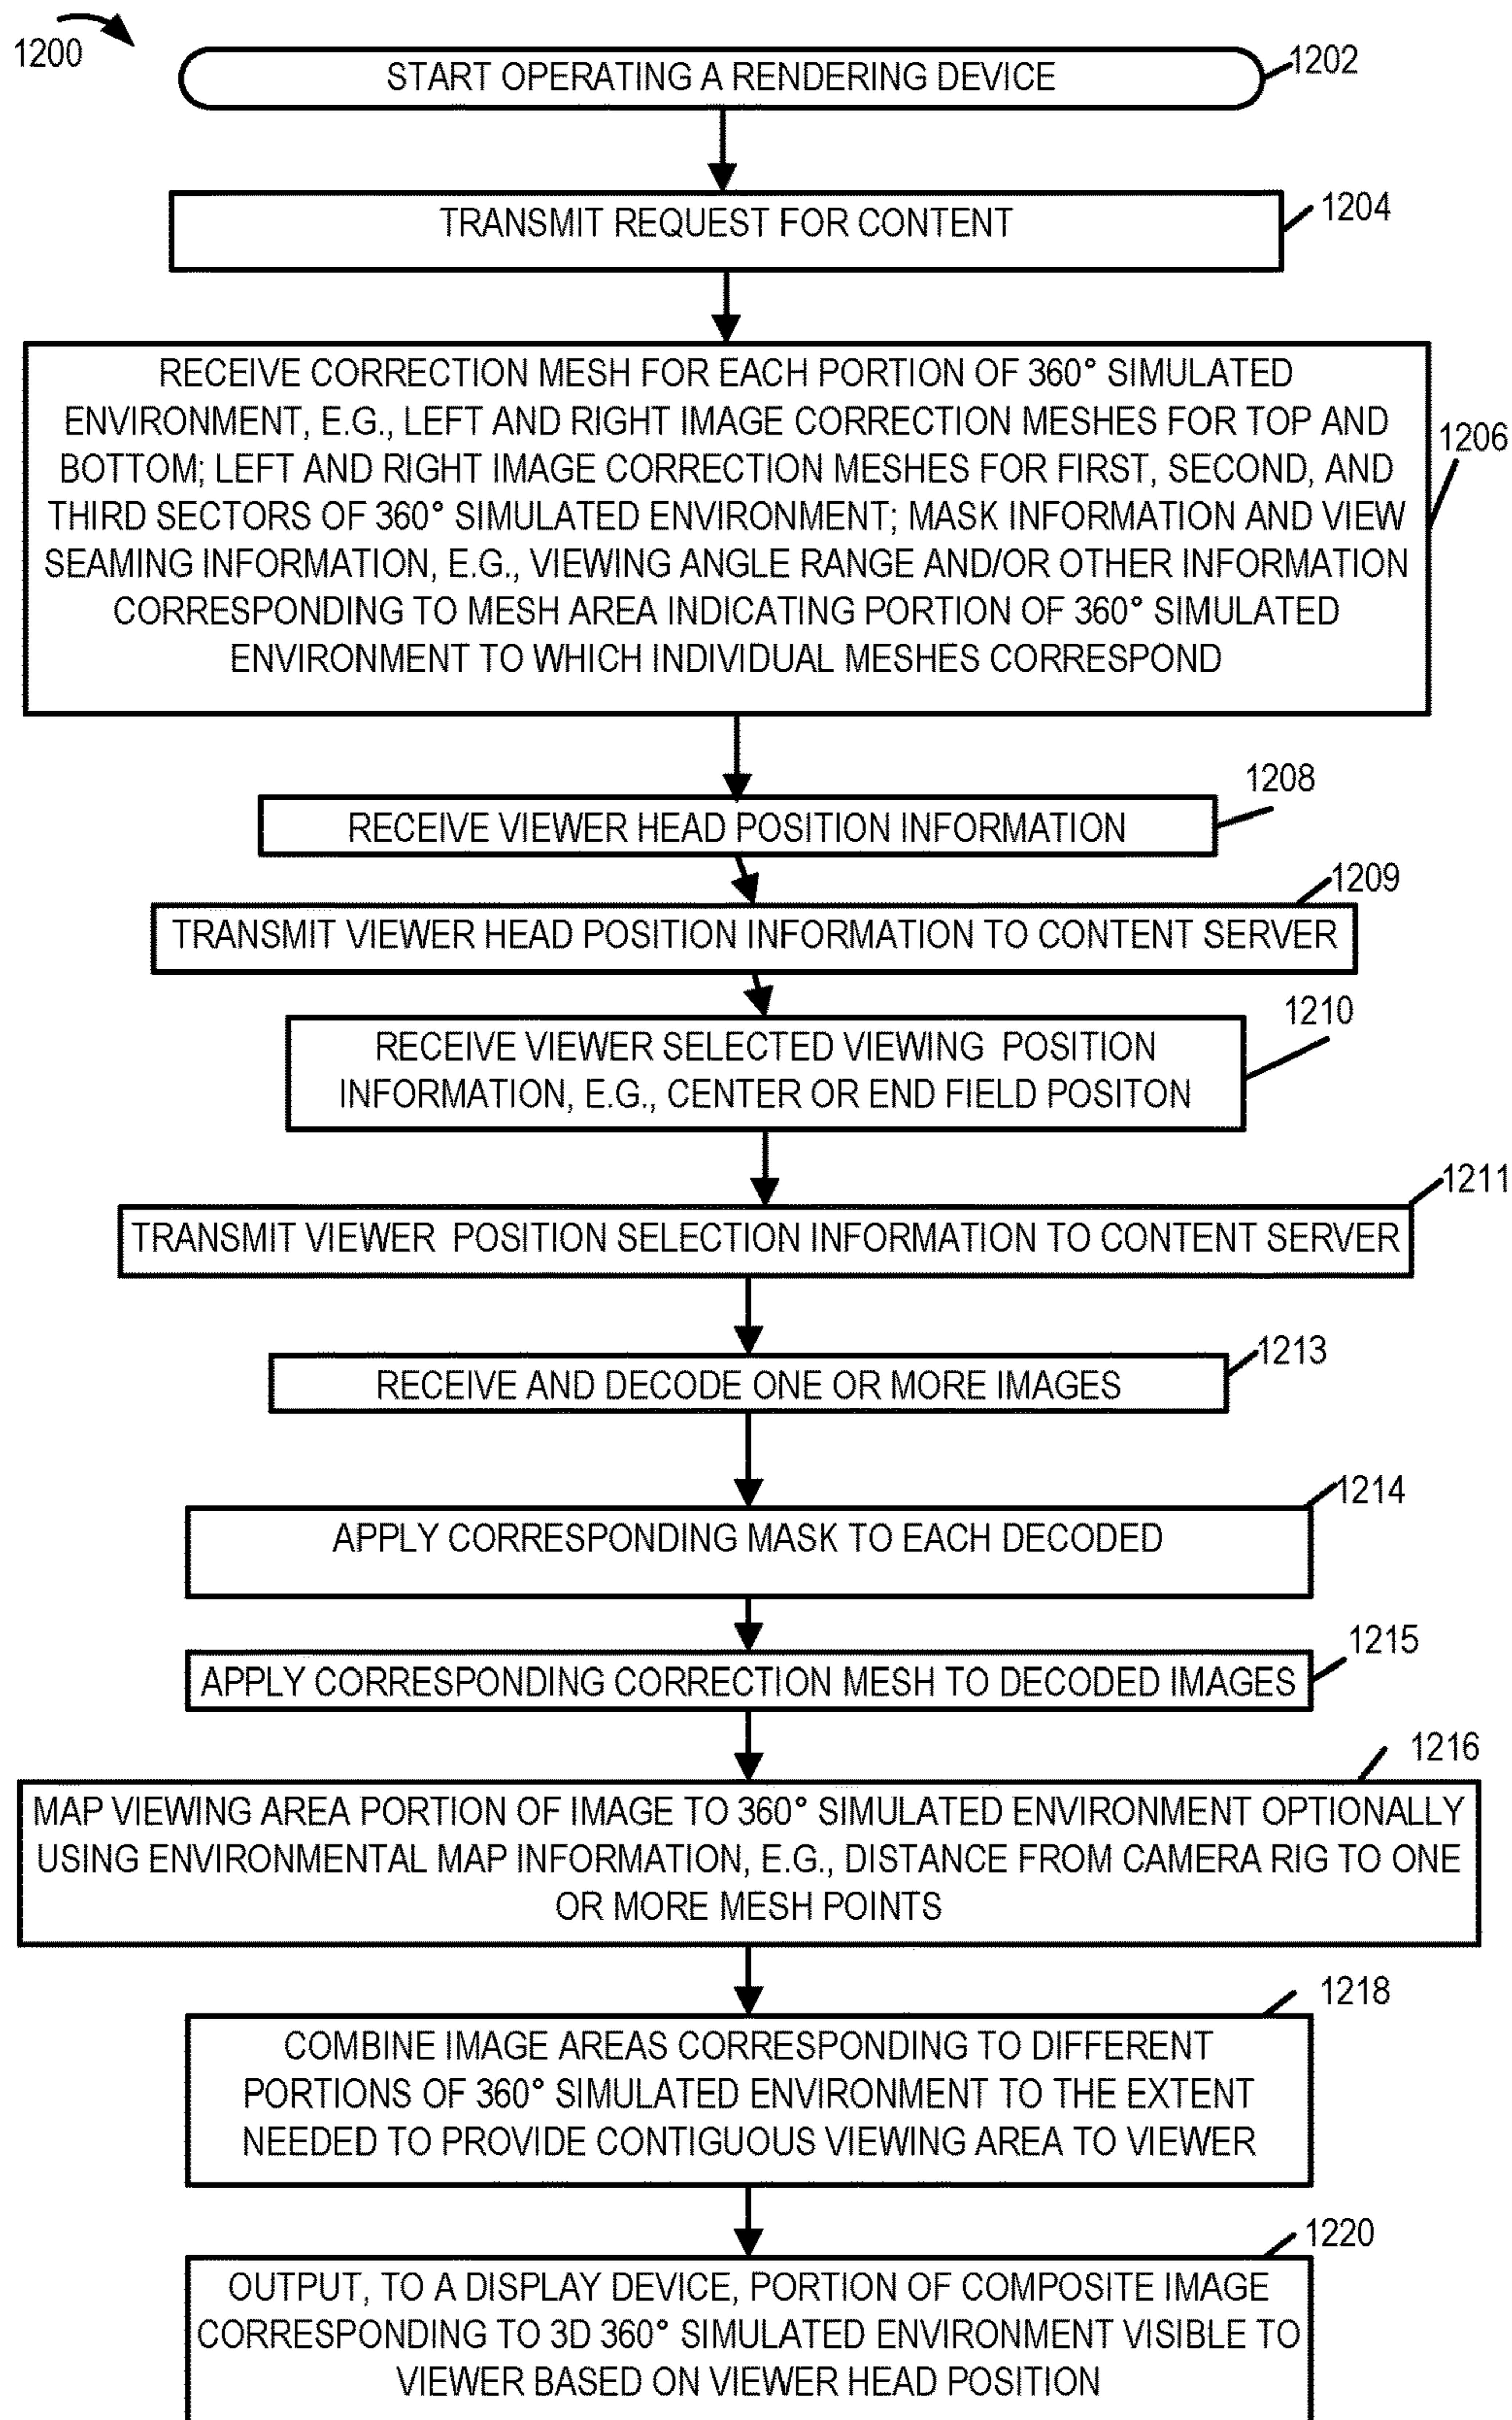 1200
START OPERATING A RENDERING DEVICE
1202
TRANSMIT REQUEST FOR CONTENT
1204
RECEIVE CORRECTION MESH FOR EACH PORTION OF 360° SIMULATED
ENVIRONMENT, E.G., LEFT AND RIGHT IMAGE CORRECTION MESHES FOR TOP AND
BOTTOM; LEFT AND RIGHT IMAGE CORRECTION MESHES FOR FIRST, SECOND, AND
THIRD SECTORS OF 360° SIMULATED ENVIRONMENT; MASK INFORMATION AND VIEW
SEAMING INFORMATION, E.G., VIEWING ANGLE RANGE AND/OR OTHER INFORMATION
CORRESPONDING TO MESH AREA INDICATING PORTION OF 360° SIMULATED
ENVIRONMENT TO WHICH INDIVIDUAL MESHES CORRESPOND
1206
1208
RECEIVE VIEWER HEAD POSITION INFORMATION
1209
TRANSMIT VIEWER HEAD POSITION INFORMATION TO CONTENT SERVER
1210
RECEIVE VIEWER SELECTED VIEWING POSITION
INFORMATION, E.G., CENTER OR END FIELD POSITON
1211
TRANSMIT VIEWER POSITION SELECTION INFORMATION TO CONTENT SERVER
1213
RECEIVE AND DECODE ONE OR MORE IMAGES
1214
APPLY CORRESPONDING MASK TO EACH DECODED
1215
APPLY CORRESPONDING CORRECTION MESH TO DECODED IMAGES
1216
MAP VIEWING AREA PORTION OF IMAGE TO 360° SIMULATED ENVIRONMENT OPTIONALLY
USING ENVIRONMENTAL MAP INFORMATION, E.G., DISTANCE FROM CAMERA RIG TO ONE
OR MORE MESH POINTS
1218
COMBINE IMAGE AREAS CORRESPONDING TO DIFFERENT
PORTIONS OF 360° SIMULATED ENVIRONMENT TO THE EXTENT
NEEDED TO PROVIDE CONTIGUOUS VIEWING AREA TO VIEWER
1220
OUTPUT, TO A DISPLAY DEVICE, PORTION OF COMPOSITE IMAGE
CORRESPONDING TO 3D 360° SIMULATED ENVIRONMENT VISIBLE TO
VIEWER BASED ON VIEWER HEAD POSITION